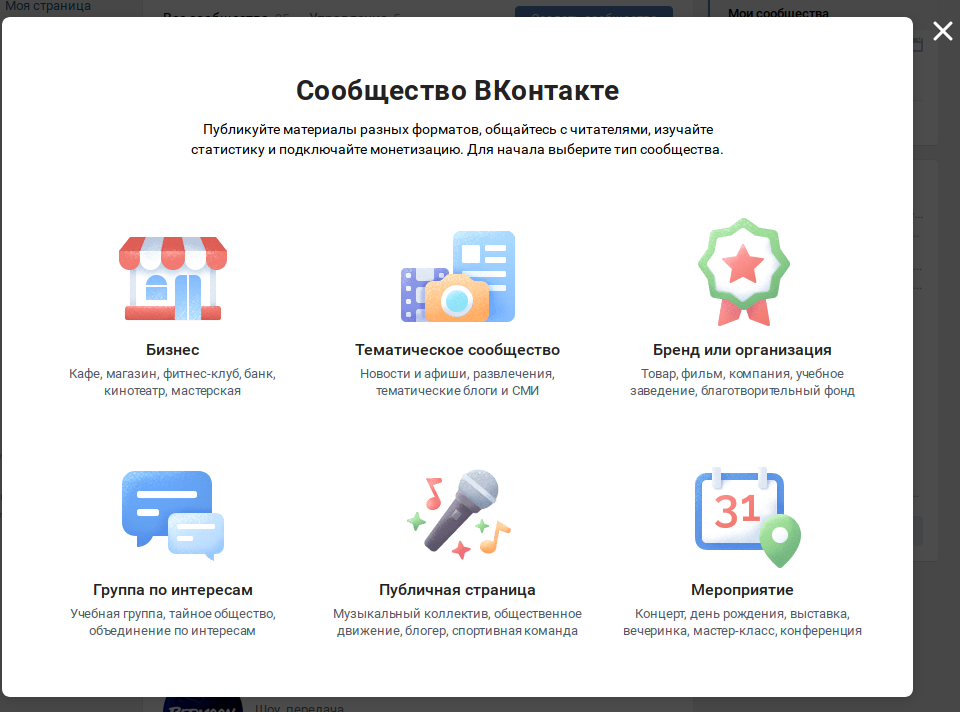 Моя страница
Мои сообщества
Сообщество ВКонтакте
Публикуйте материалы разных форматов, общайтесь с читателями, изучайте
статистику и подключайте монетизацию. Для начала выберите тип сообщества.
Бизнес
Кафе, магазин, фитнес-клуб, банк,
кинотеатр, мастерская
Тематическое сообщество
Новости и афиши, развлечения,
тематические блоги и СМИ
Бренд или организация
Товар, фильм, компания, учебное
заведение, благотворительный фонд
31
Группа по интересам
Учебная группа, тайное общество,
объединение по интересам
Публичная страница
Музыкальный коллектив, общественное
движение, блогер, спортивная команда
Мероприятие
Концерт, день рождения, выставка,
вечеринка, мастер-класс, конференция
Шоу, передача